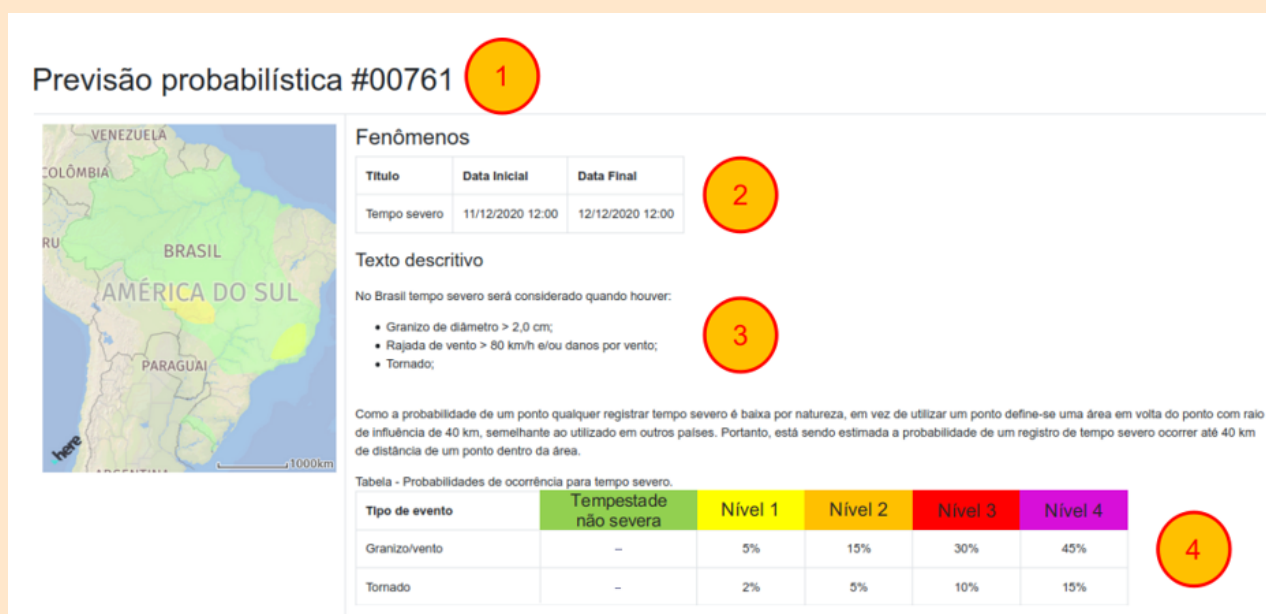 Previsão probabilística #00761
1
VENEZUELA
COLÔMBIA
RU
BRASIL
AMÉRICA DO SUL
PARAGUAI
ARGENTINA
here
1000km
Fenômenos
Título Data Inicial Data Final
Tempo severo 11/12/2020 12:00 12/12/2020 12:00
2
Texto descritivo
No Brasil tempo severo será considerado quando houver:
• Granizo de diâmetro > 2,0 cm;
• Rajada de vento > 80 km/h e/ou danos por vento;
• Tornado;
3
Como a probabilidade de um ponto qualquer registrar tempo severo é baixa por natureza, em vez de utilizar um ponto define-se uma área em volta do ponto com raio
de influência de 40 km, semelhante ao utilizado em outros países. Portanto, está sendo estimada a probabilidade de um registro de tempo severo ocorrer até 40 km
de distância de um ponto dentro da área.
Tabela - Probabilidades de ocorrência para tempo severo.
Tipo de evento Tempestade não severa Nível 1 Nível 2 Nível 3 Nível 4
Granizo/vento – 5% 15% 30% 45%
Tornado – 2% 5% 10% 15%
4